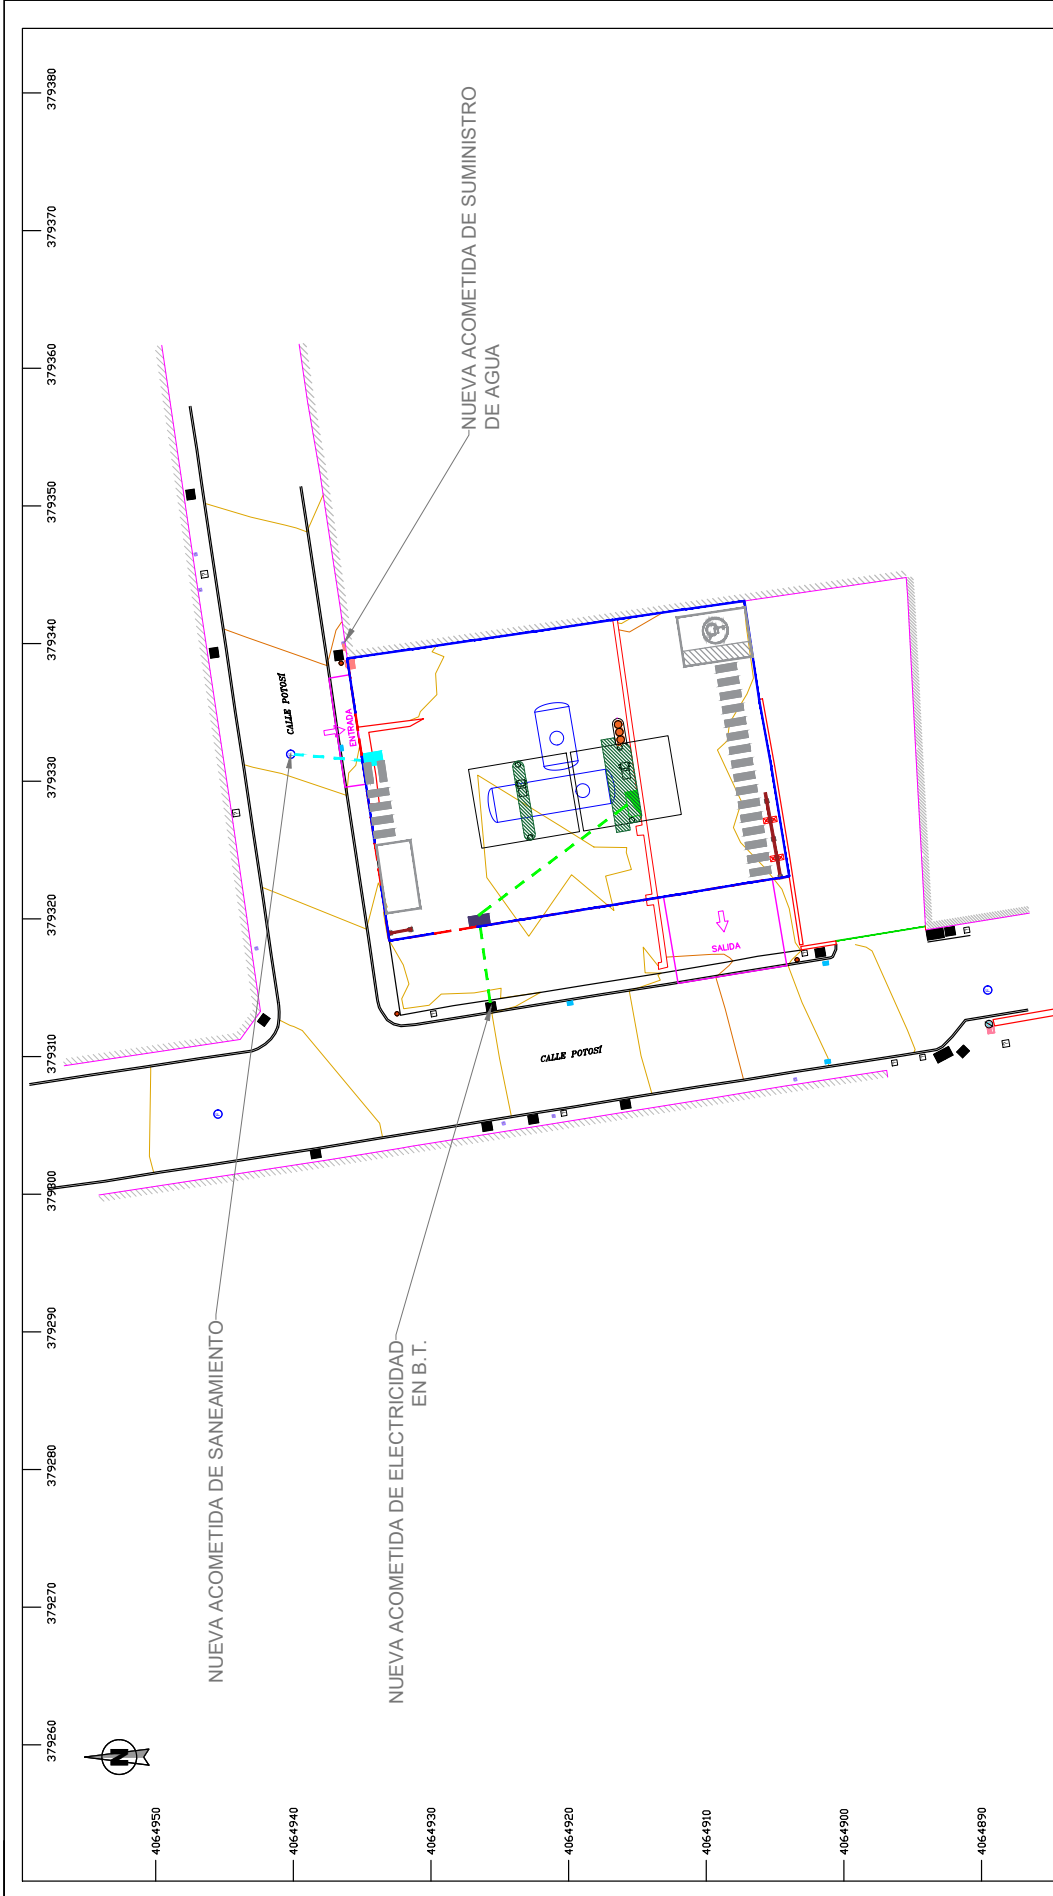 379380
379370
379360
379350
379340
379330
379320
379310
379300
379290
379280
379270
379260
NUEVA ACOMETIDA DE SUMINISTRO
DE AGUA
CALLE POTOSÍ
ENTRADA
SALIDA
CALLE POTOSÍ
NUEVA ACOMETIDA DE SANEAMIENTO
NUEVA ACOMETIDA DE ELECTRICIDAD
EN B.T.
N
4064950
4064940
4064930
4064920
4064910
4064900
4064890